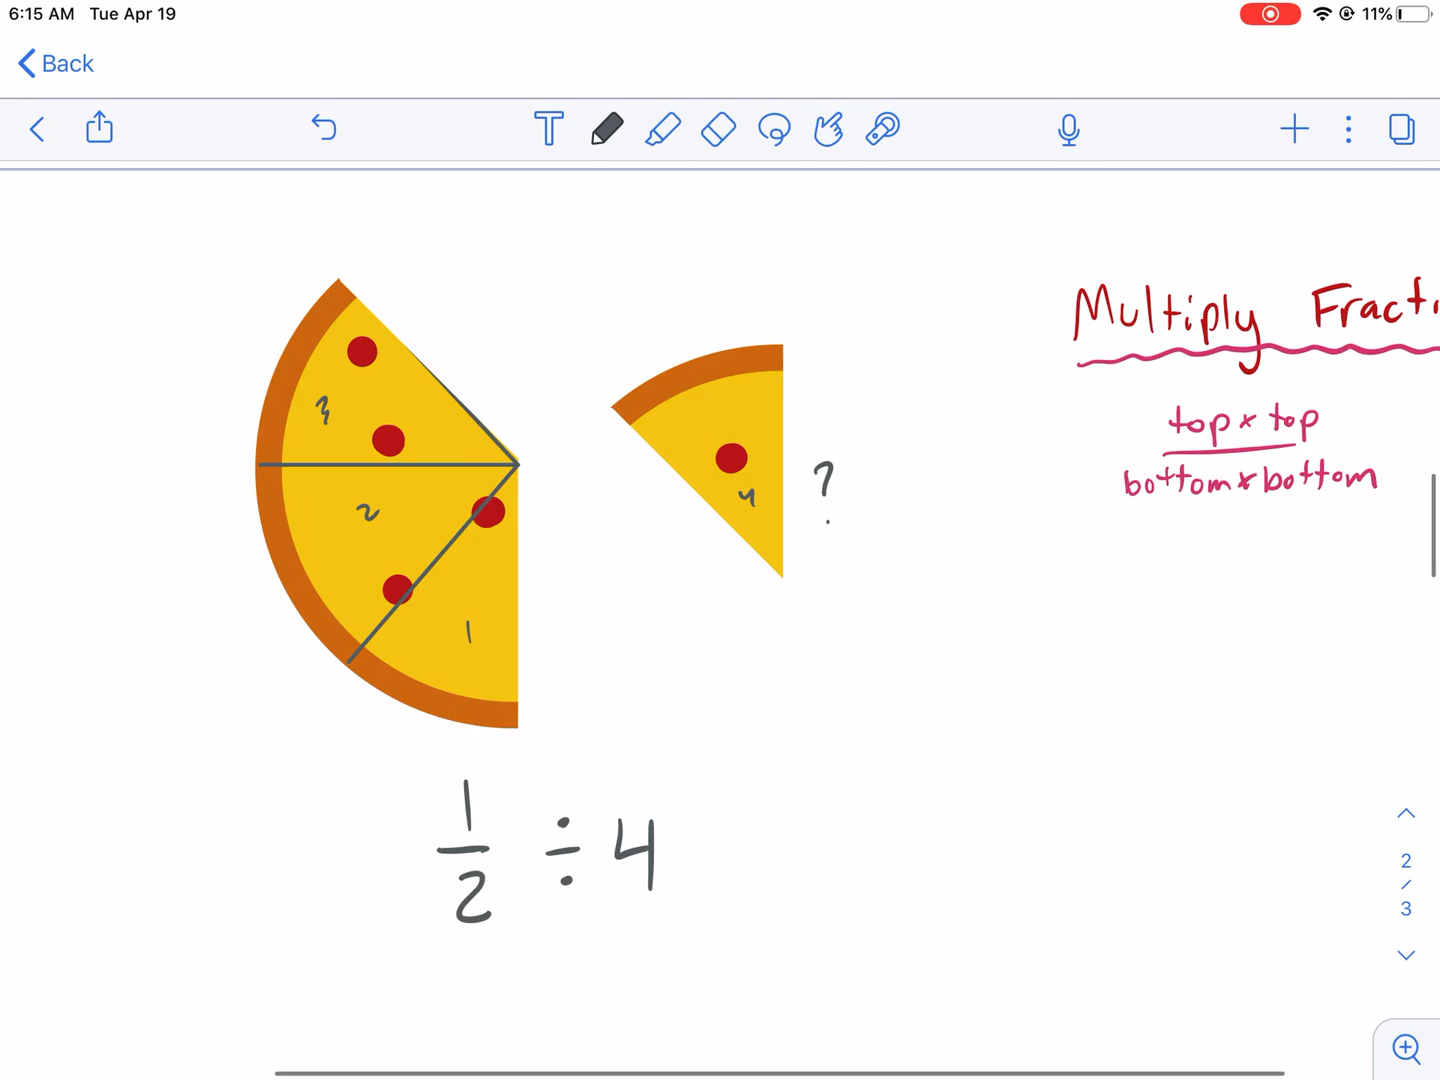 6:15 AM Tue Apr 19
11%
Back
T
Multiply Fracti
top x top
bottom x bottom
3
2
1
4
?
1
2
÷ 4
2
/
3